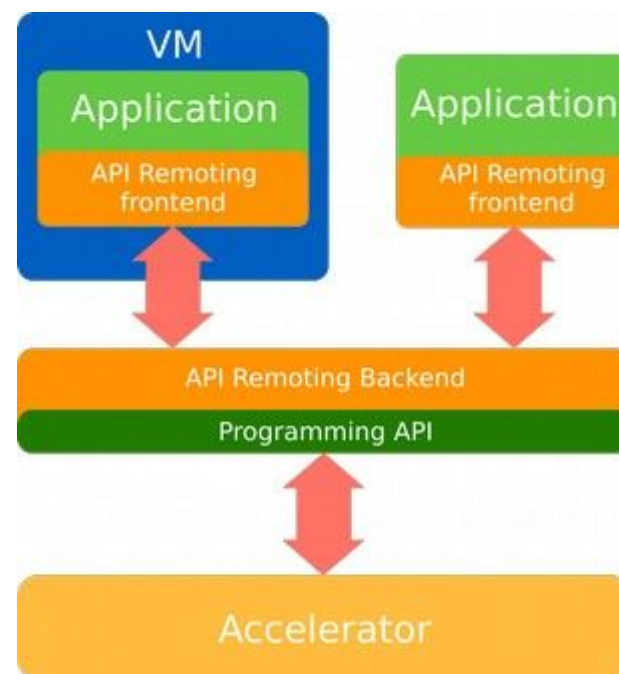 VM
Application
API Remoting
frontend
Application
API Remoting
frontend
API Remoting Backend
Programming API
Accelerator